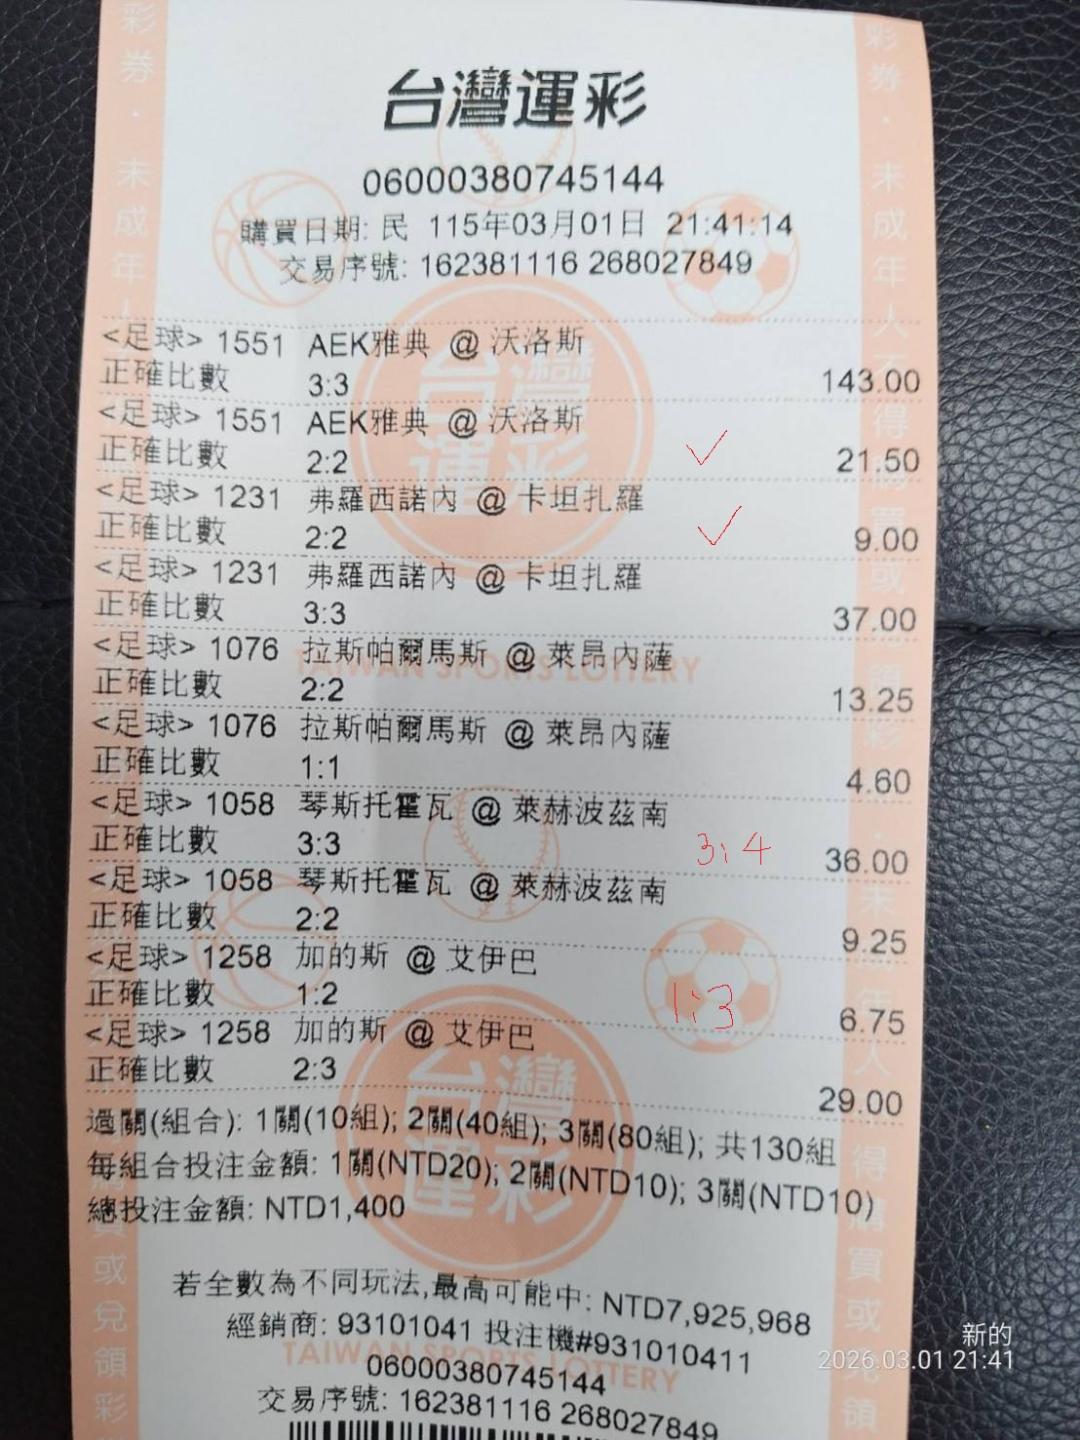 台灣運彩
06000380745144
購買日期: 民 115年03月01日 21:41:14
交易序號: 162381116 268027849
<足球> 1551 AEK雅典 @ 沃洛斯
正確比數 3:3 143.00
<足球> 1551 AEK雅典 @ 沃洛斯
正確比數 2:2 ✓ 21.50
<足球> 1231 弗羅西諾內 @ 卡坦扎羅
正確比數 2:2 ✓ 9.00
<足球> 1231 弗羅西諾內 @ 卡坦扎羅
正確比數 3:3 37.00
<足球> 1076 拉斯帕爾馬斯 @ 萊昂內薩
正確比數 2:2 13.25
<足球> 1076 拉斯帕爾馬斯 @ 萊昂內薩
正確比數 1:1 4.60
<足球> 1058 琴斯托霍瓦 @ 萊赫波茲南
正確比數 3:3 3:4 36.00
<足球> 1058 琴斯托霍瓦 @ 萊赫波茲南
正確比數 2:2 9.25
<足球> 1258 加的斯 @ 艾伊巴
正確比數 1:2 1:3 6.75
<足球> 1258 加的斯 @ 艾伊巴
正確比數 2:3 29.00
過關(組合): 1關(10組); 2關(40組); 3關(80組); 共130組
每組合投注金額: 1關(NTD20); 2關(NTD10); 3關(NTD10)
總投注金額: NTD1,400
若全數為不同玩法,最高可能中: NTD7,925,968
經銷商: 93101041 投注機#931010411
06000380745144
交易序號: 162381116 268027849
TAIWAN SPORTS LOTTERY
TAIWAN SPORTS LOTTERY
新的
2026.03.01 21:41